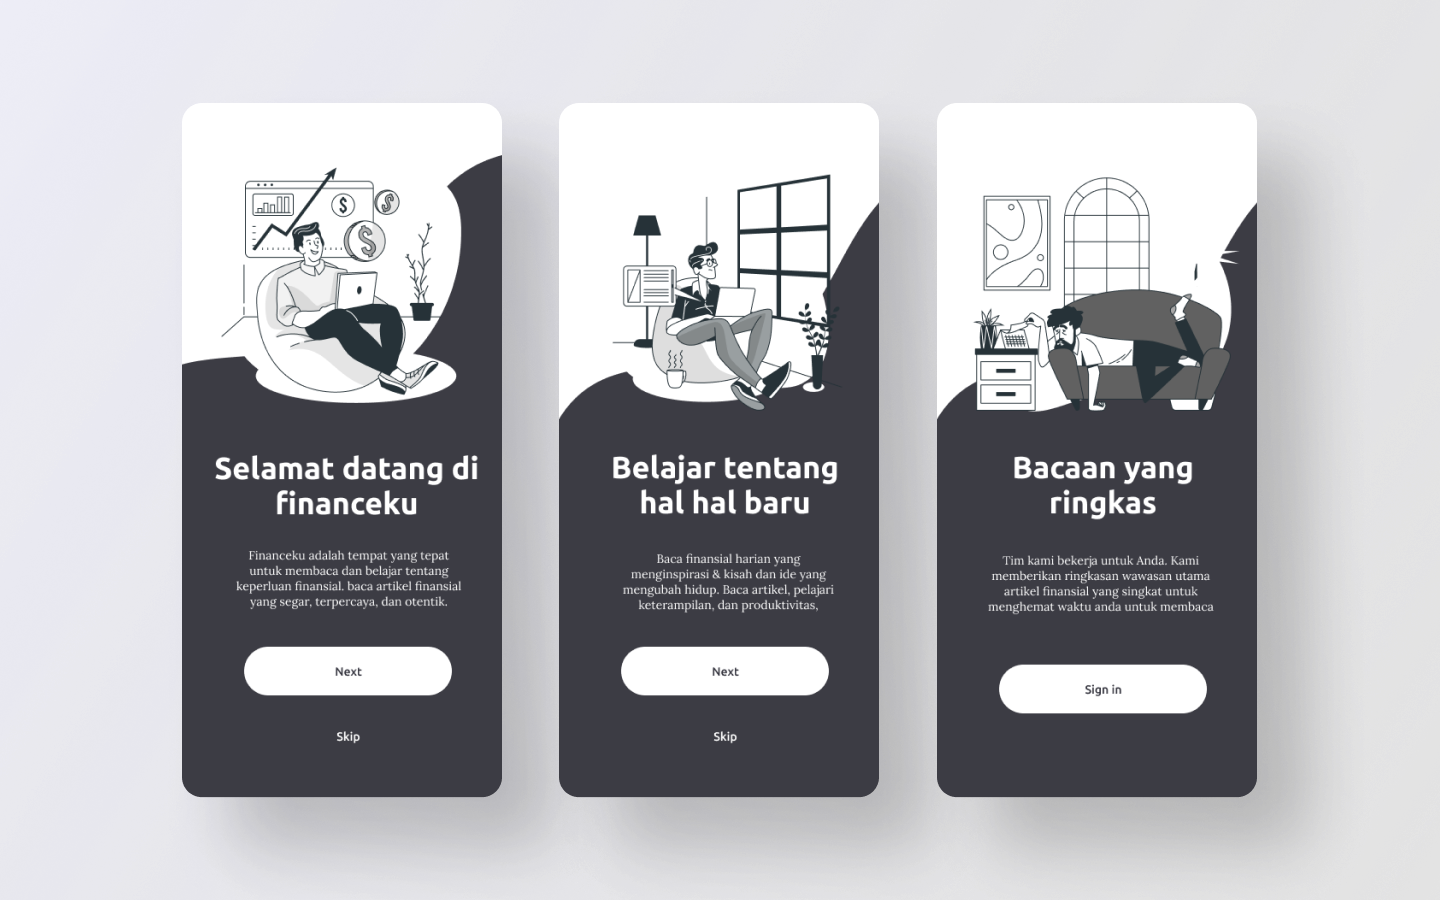 Selamat datang di
financeku
Financeku adalah tempat yang tepat
untuk membaca dan belajar tentang
keperluan finansial. baca artikel finansial
yang segar, terpercaya, dan otentik.
Next
Skip
Belajar tentang
hal hal baru
Baca finansial harian yang
menginspirasi & kisah dan ide yang
mengubah hidup. Baca artikel, pelajari
keterampilan, dan produktivitas,
Next
Skip
Bacaan yang
ringkas
Tim kami bekerja untuk Anda. Kami
memberikan ringkasan wawasan utama
artikel finansial yang singkat untuk
menghemat waktu anda untuk membaca
Sign in